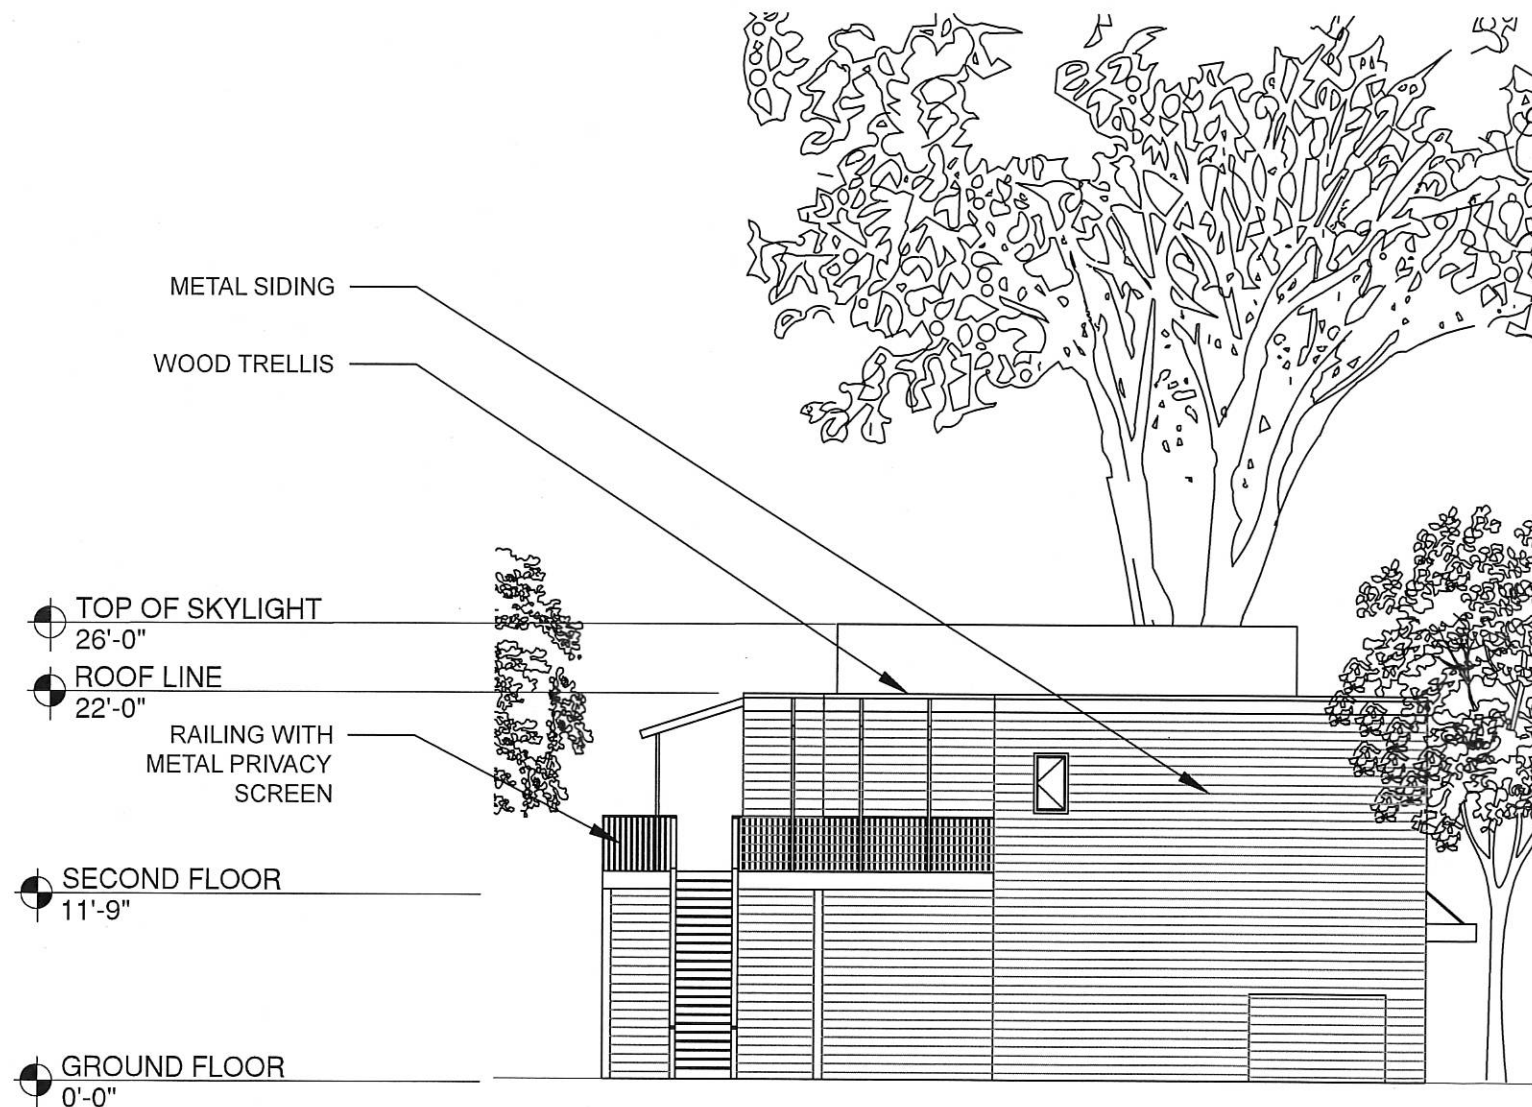 METAL SIDING
WOOD TRELLIS
TOP OF SKYLIGHT
26'-0"
ROOF LINE
22'-0"
RAILING WITH
METAL PRIVACY
SCREEN
SECOND FLOOR
11'-9"
GROUND FLOOR
0'-0"